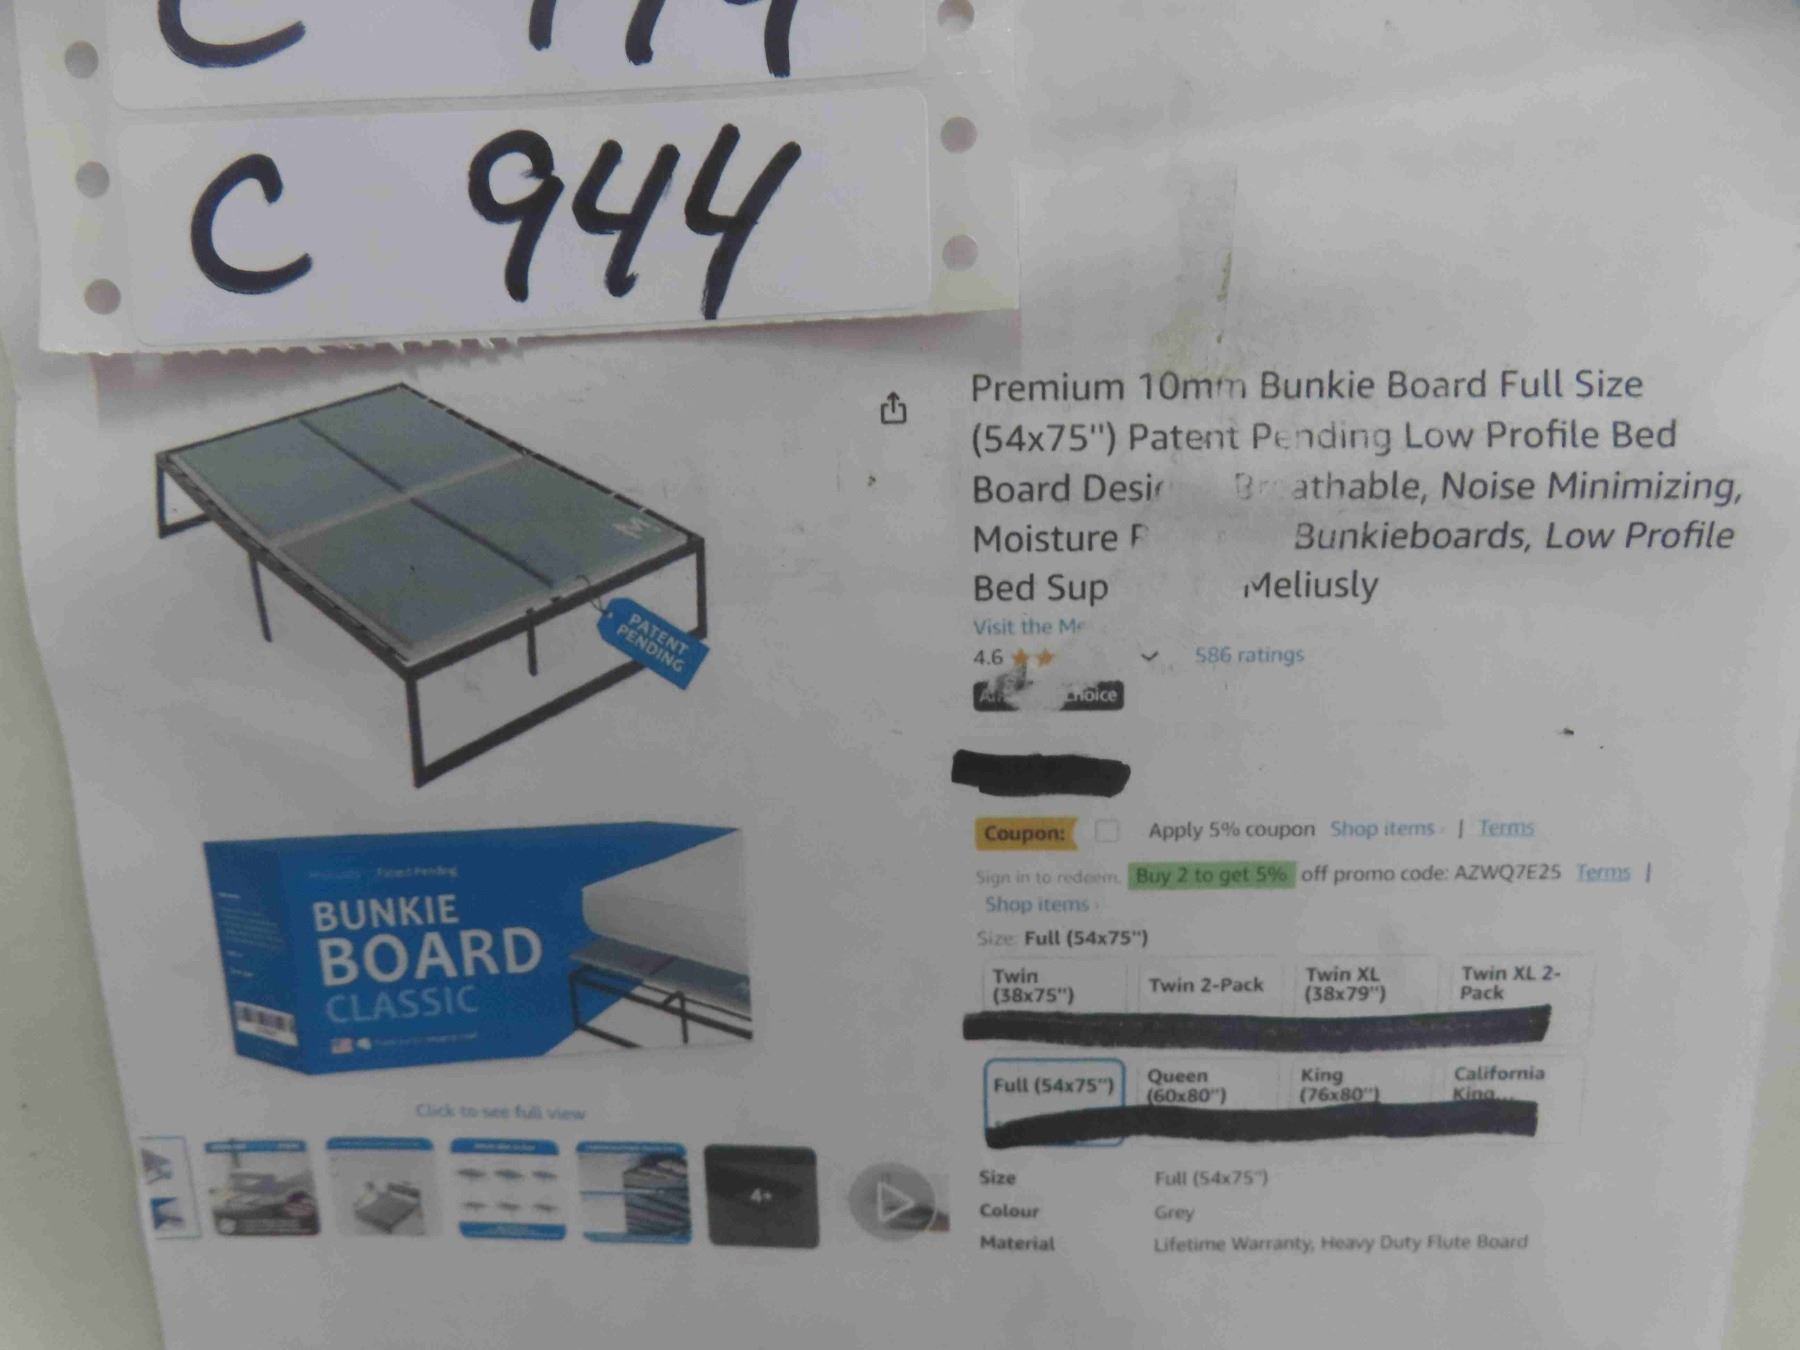 C
C 944
Premium 10mm Bunkie Board Full Size
(54x75") Patent Pending Low Profile Bed
Board Breathable, Noise Minimizing,
Moisture Bunkieboards, Low Profile
Bed Meliusly
Visit the
4.6 586 ratings
PATENT
PENDING
Coupon: Apply 5% coupon Shop items | Terms
Sign in to redeem. Buy 2 to get 5% off promo code: AZWQ7E25 Terms |
Shop items
Size: Full (54x75")
Twin
(38x75")
Twin 2-Pack
Twin XL
(38x79")
Twin XL 2-
Pack
Full (54x75")
Queen
(60x80")
King
(76x80")
California
King...
Size Full (54x75")
Colour Grey
Material Lifetime Warranty, Heavy Duty Flute Board
Patent Pending
BUNKIE
BOARD
CLASSIC
Click to see full view
4+